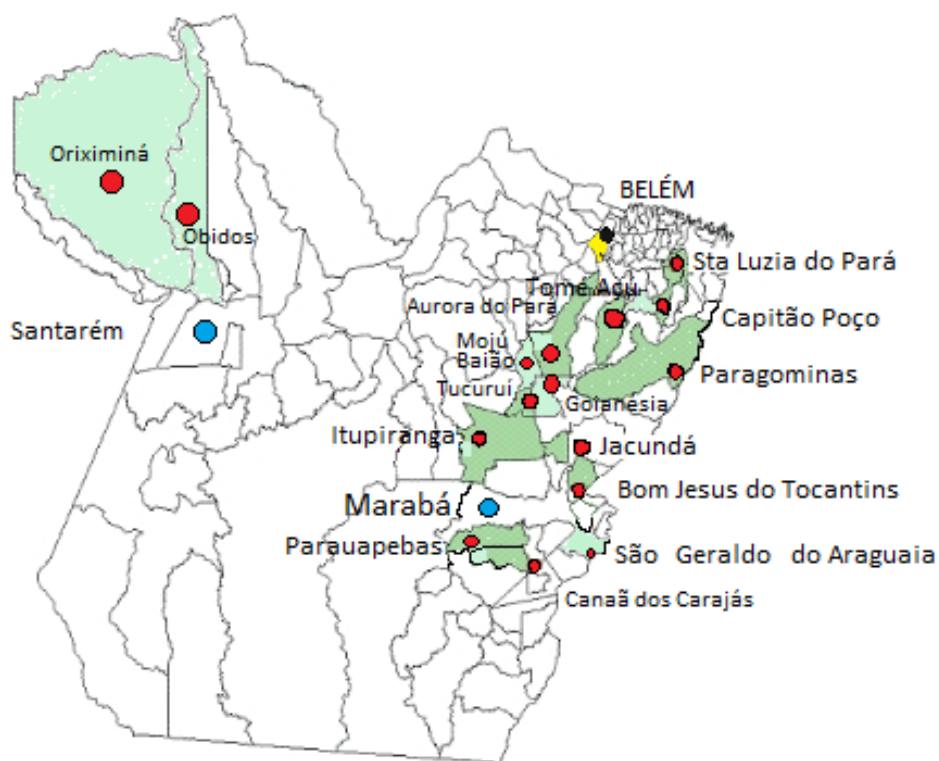 BELÉM
Oriximiná
Óbidos
Sta Luzia do Pará
Tomé Açu
Aurora do Pará
Capitão Poço
Santarém
Mojú
Baião
Paragominas
Tucuruí
Goianesia
Itupiranga
Jacundá
Bom Jesus do Tocantins
Marabá
Parauapebas
São Geraldo do Araguaia
Canaã dos Carajás